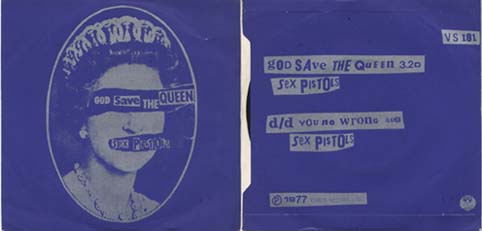 GOD Save THE QUEEN
SEX PISTOLS
VS 181
GOD SAVE THE QUEEN 3.20
SEX PISTOLS
d/d you no wrong
SEX PISTOLS
℗ 1977